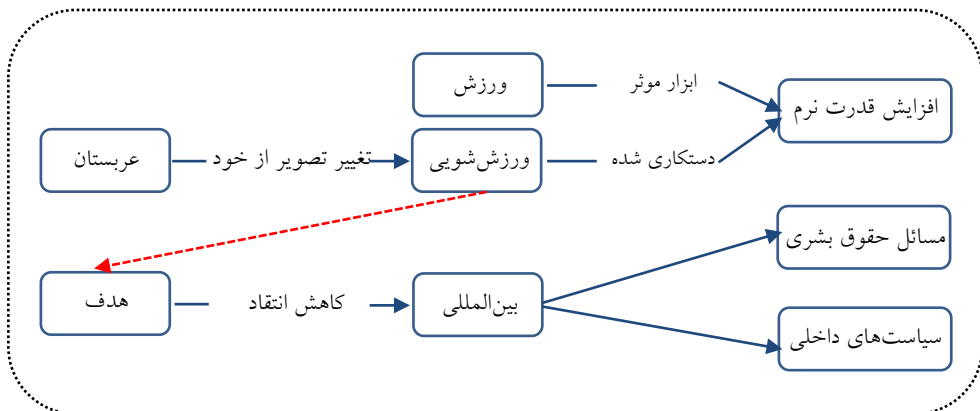 ورزش
ابزار موثر
افزایش قدرت نرم
عربستان
تغییر تصویر از خود
ورزش‌شویی
دستکاری شده
مسائل حقوق بشری
هدف
کاهش انتقاد
بین‌المللی
سیاست‌های داخلی